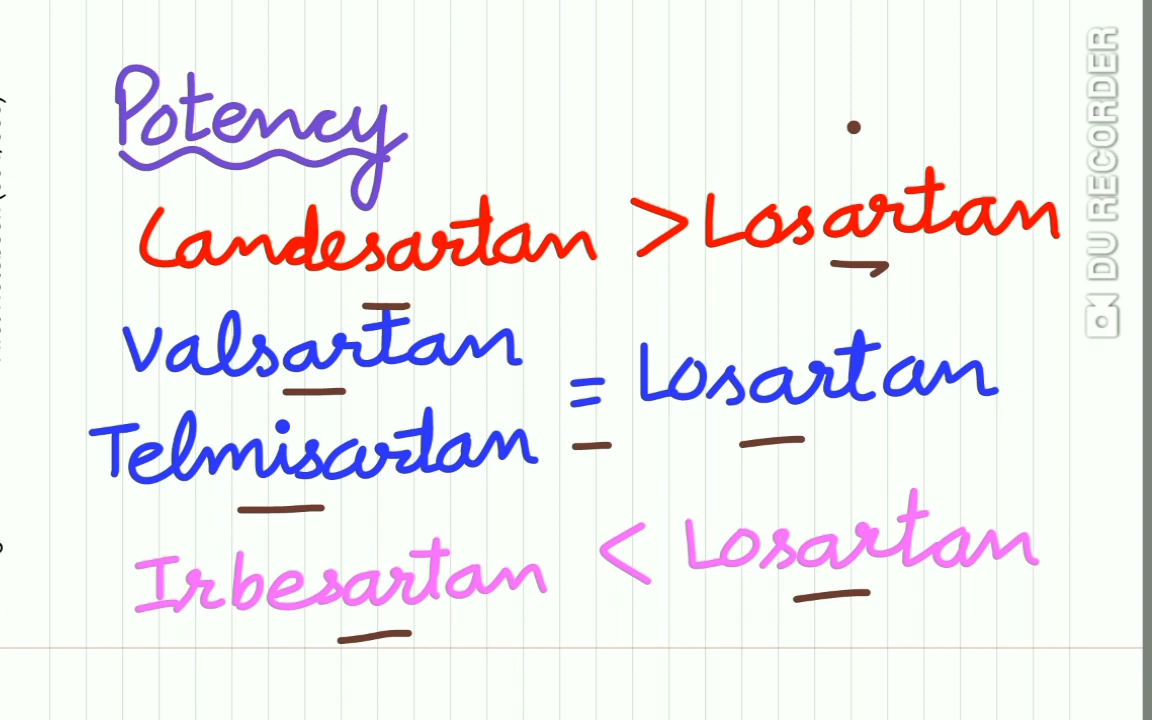 Potency
Candesartan > Losartan
Valsartan
= Losartan
Telmisartan
Irbesartan < Losartan
DU RECORDER